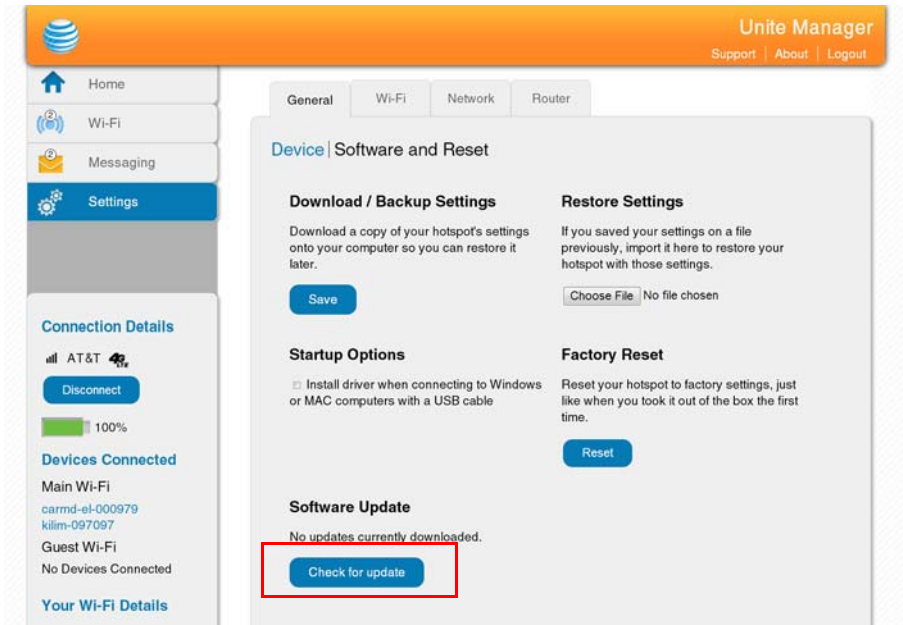 Unite Manager
Support | About | Logout
Home
2
Wi-Fi
2
Messaging
Settings
Connection Details
AT&T 4G LTE
Disconnect
100%
Devices Connected
Main Wi-Fi
carmd-el-000979
kilim-097097
Guest Wi-Fi
No Devices Connected
Your Wi-Fi Details
General
Wi-Fi
Network
Router
Device | Software and Reset
Download / Backup Settings
Download a copy of your hotspot's settings
onto your computer so you can restore it
later.
Save
Restore Settings
If you saved your settings on a file
previously, import it here to restore your
hotspot with those settings.
Choose File No file chosen
Startup Options
Install driver when connecting to Windows
or MAC computers with a USB cable
Factory Reset
Reset your hotspot to factory settings, just
like when you took it out of the box the first
time.
Reset
Software Update
No updates currently downloaded.
Check for update